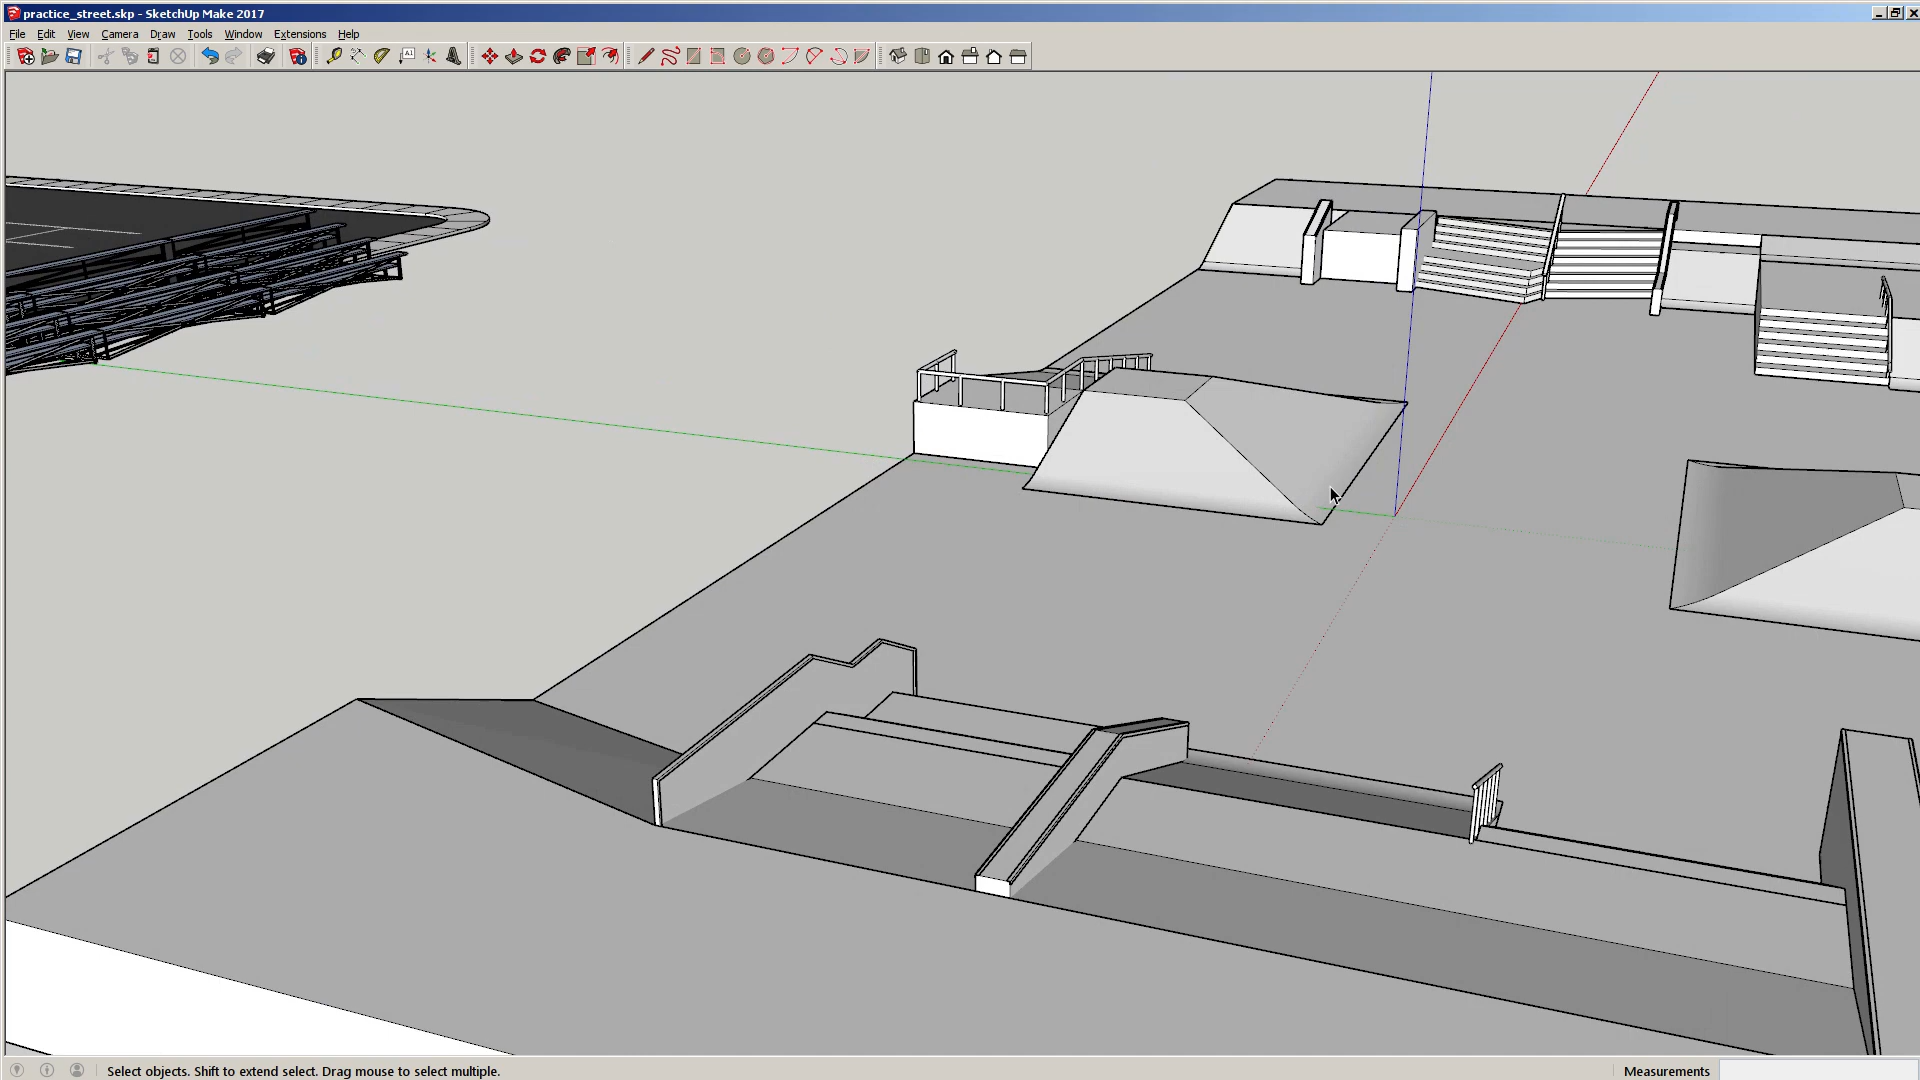 practice_street.skp - SketchUp Make 2017
File Edit View Camera Draw Tools Window Extensions Help
A1
Select objects. Shift to extend select. Drag mouse to select multiple.
Measurements